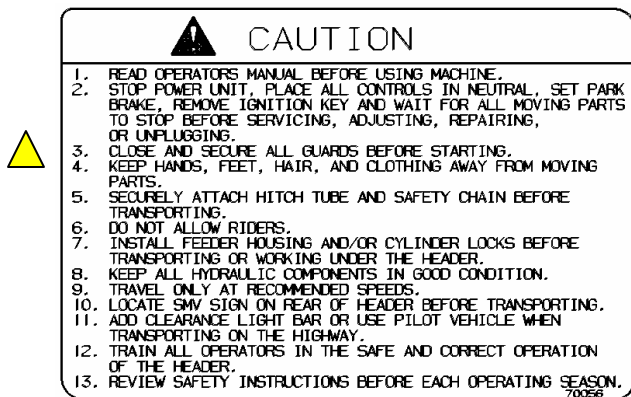 CAUTION
1. READ OPERATORS MANUAL BEFORE USING MACHINE.
2. STOP POWER UNIT, PLACE ALL CONTROLS IN NEUTRAL, SET PARK
BRAKE, REMOVE IGNITION KEY AND WAIT FOR ALL MOVING PARTS
TO STOP BEFORE SERVICING, ADJUSTING, REPAIRING,
OR UNPLUGGING.
3. CLOSE AND SECURE ALL GUARDS BEFORE STARTING.
4. KEEP HANDS, FEET, HAIR, AND CLOTHING AWAY FROM MOVING
PARTS.
5. SECURELY ATTACH HITCH TUBE AND SAFETY CHAIN BEFORE
TRANSPORTING.
6. DO NOT ALLOW RIDERS.
7. INSTALL FEEDER HOUSING AND/OR CYLINDER LOCKS BEFORE
TRANSPORTING OR WORKING UNDER THE HEADER.
8. KEEP ALL HYDRAULIC COMPONENTS IN GOOD CONDITION.
9. TRAVEL ONLY AT RECOMMENDED SPEEDS.
10. LOCATE SMV SIGN ON REAR OF HEADER BEFORE TRANSPORTING.
11. ADD CLEARANCE LIGHT BAR OR USE PILOT VEHICLE WHEN
TRANSPORTING ON THE HIGHWAY.
12. TRAIN ALL OPERATORS IN THE SAFE AND CORRECT OPERATION
OF THE HEADER.
13. REVIEW SAFETY INSTRUCTIONS BEFORE EACH OPERATING SEASON.
70056